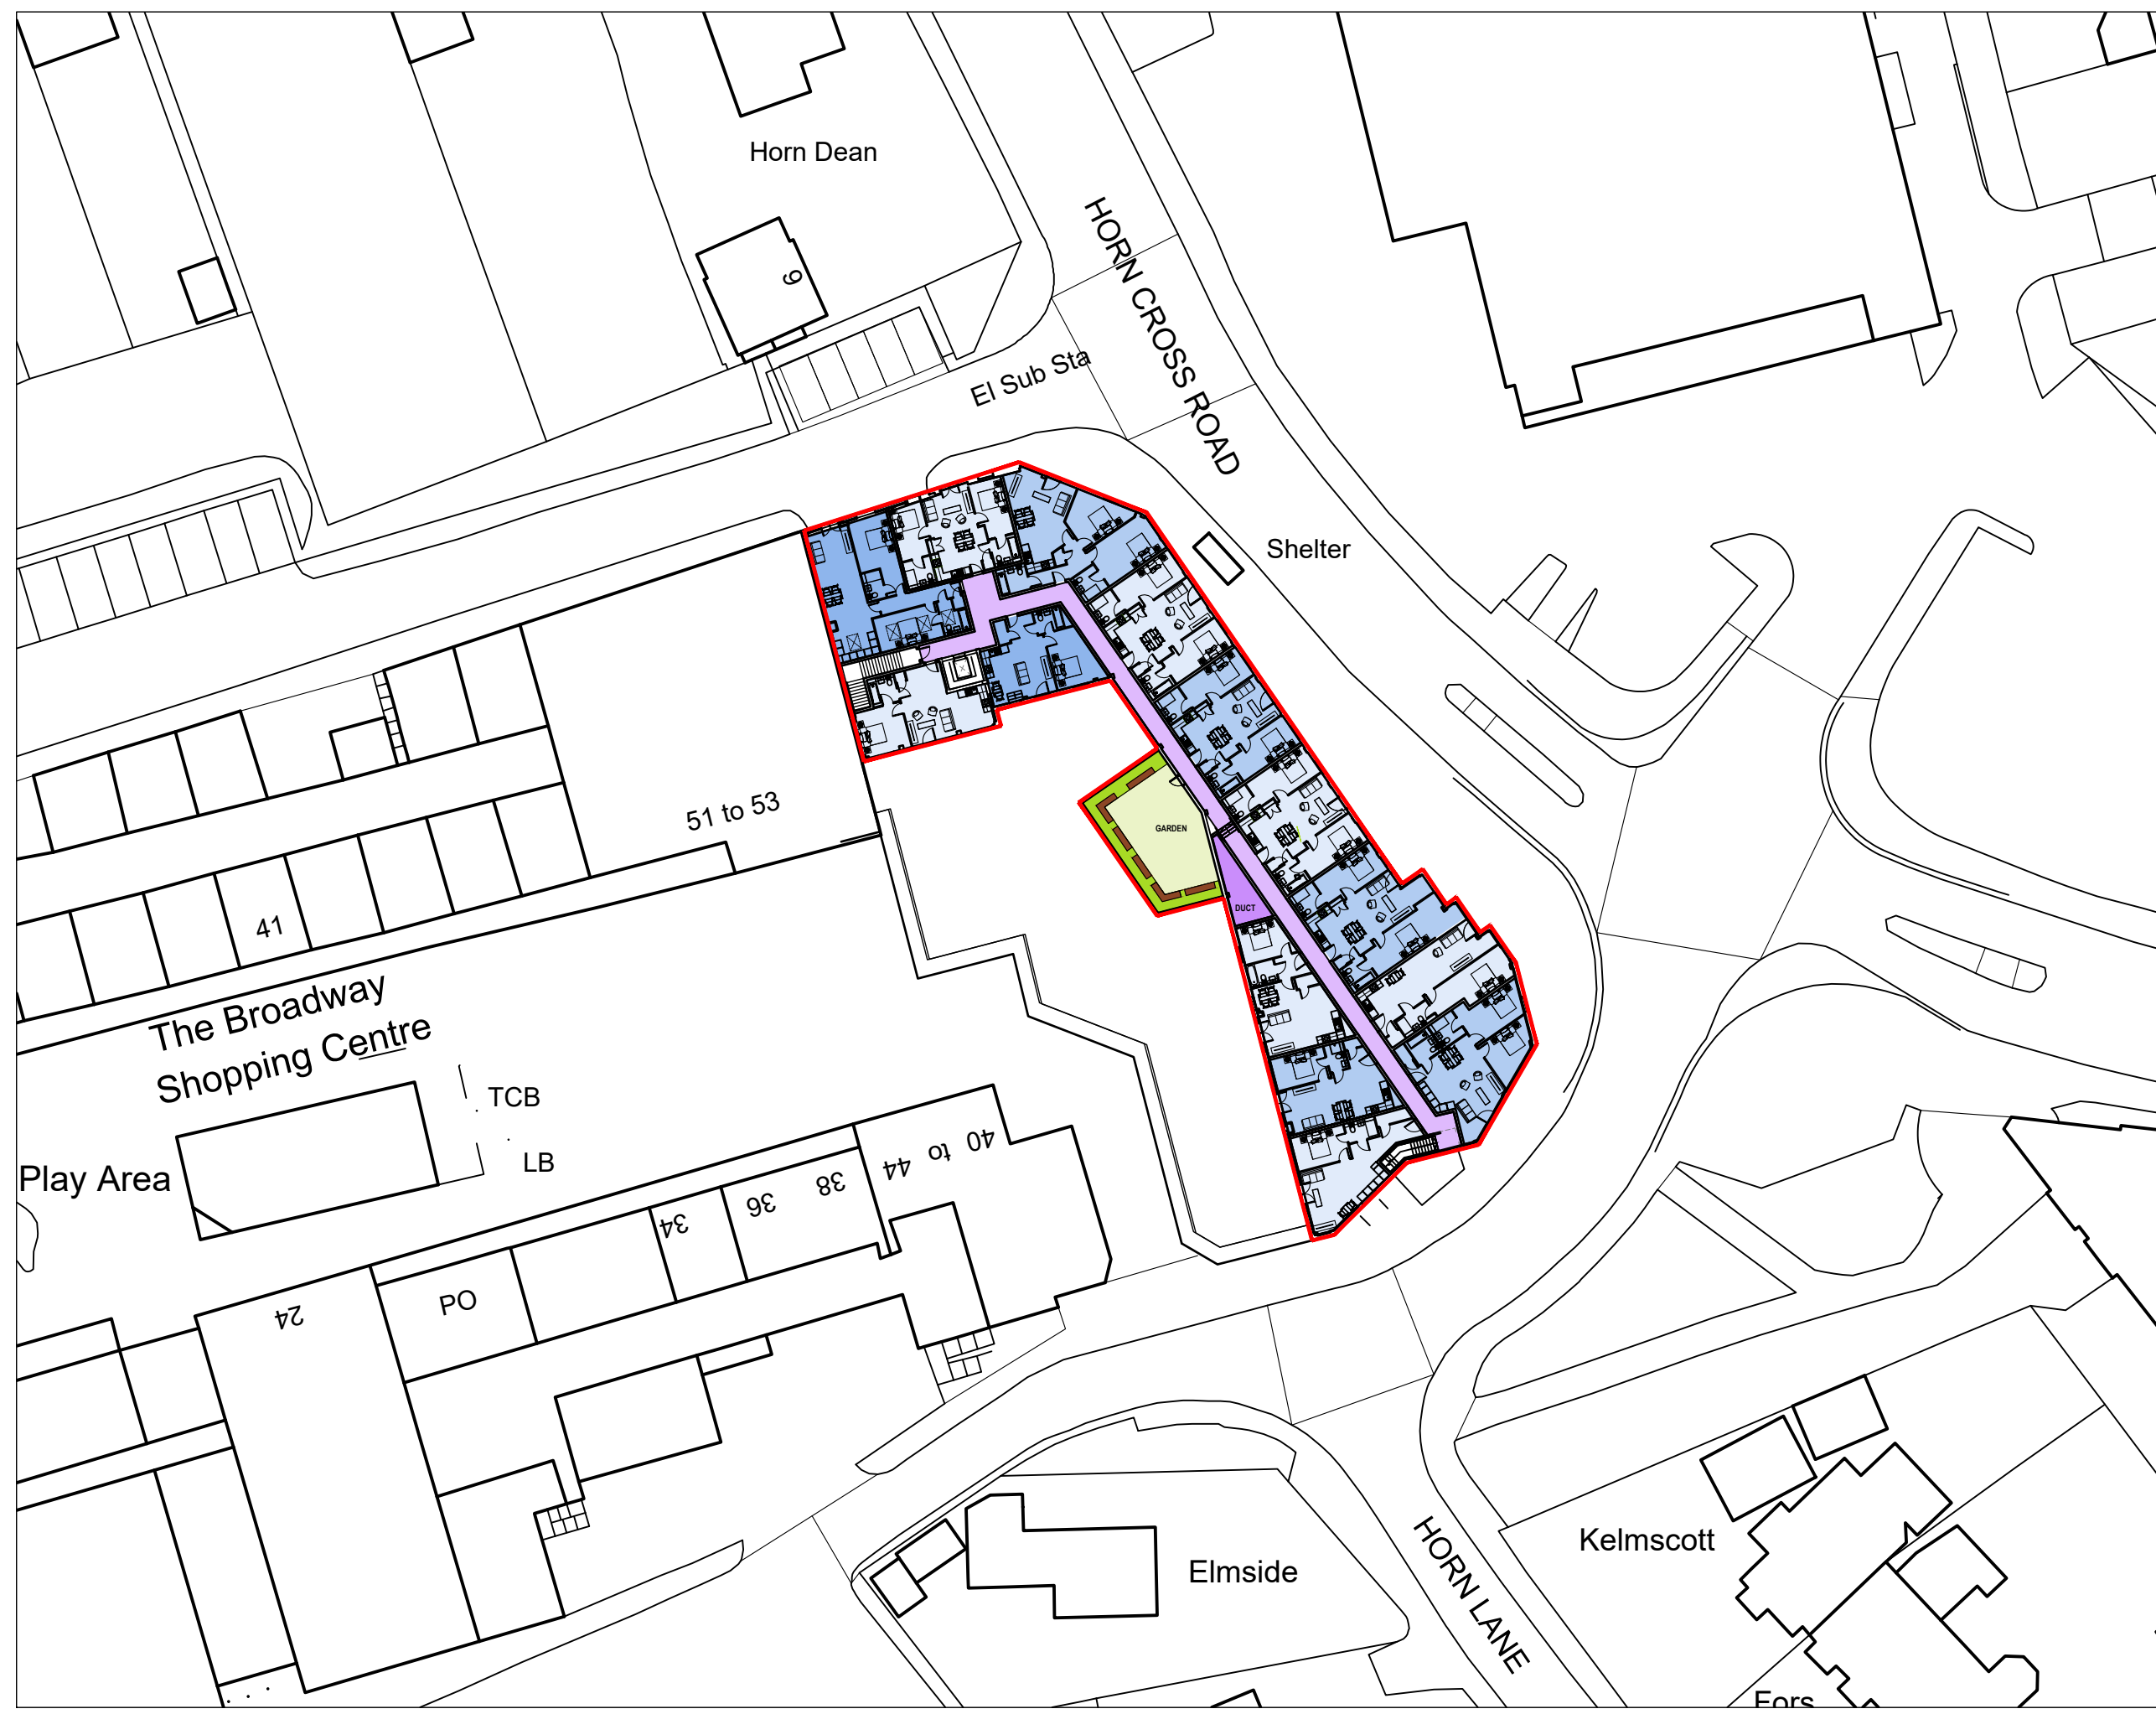 Horn Dean
9
HORN CROSS ROAD
El Sub Sta
Shelter
51 to 53
GARDEN
DUCT
41
The Broadway
Shopping Centre
TCB
LB
Play Area
40 to 44
38
36
34
PO
24
Elmside
HORN LANE
Kelmscott